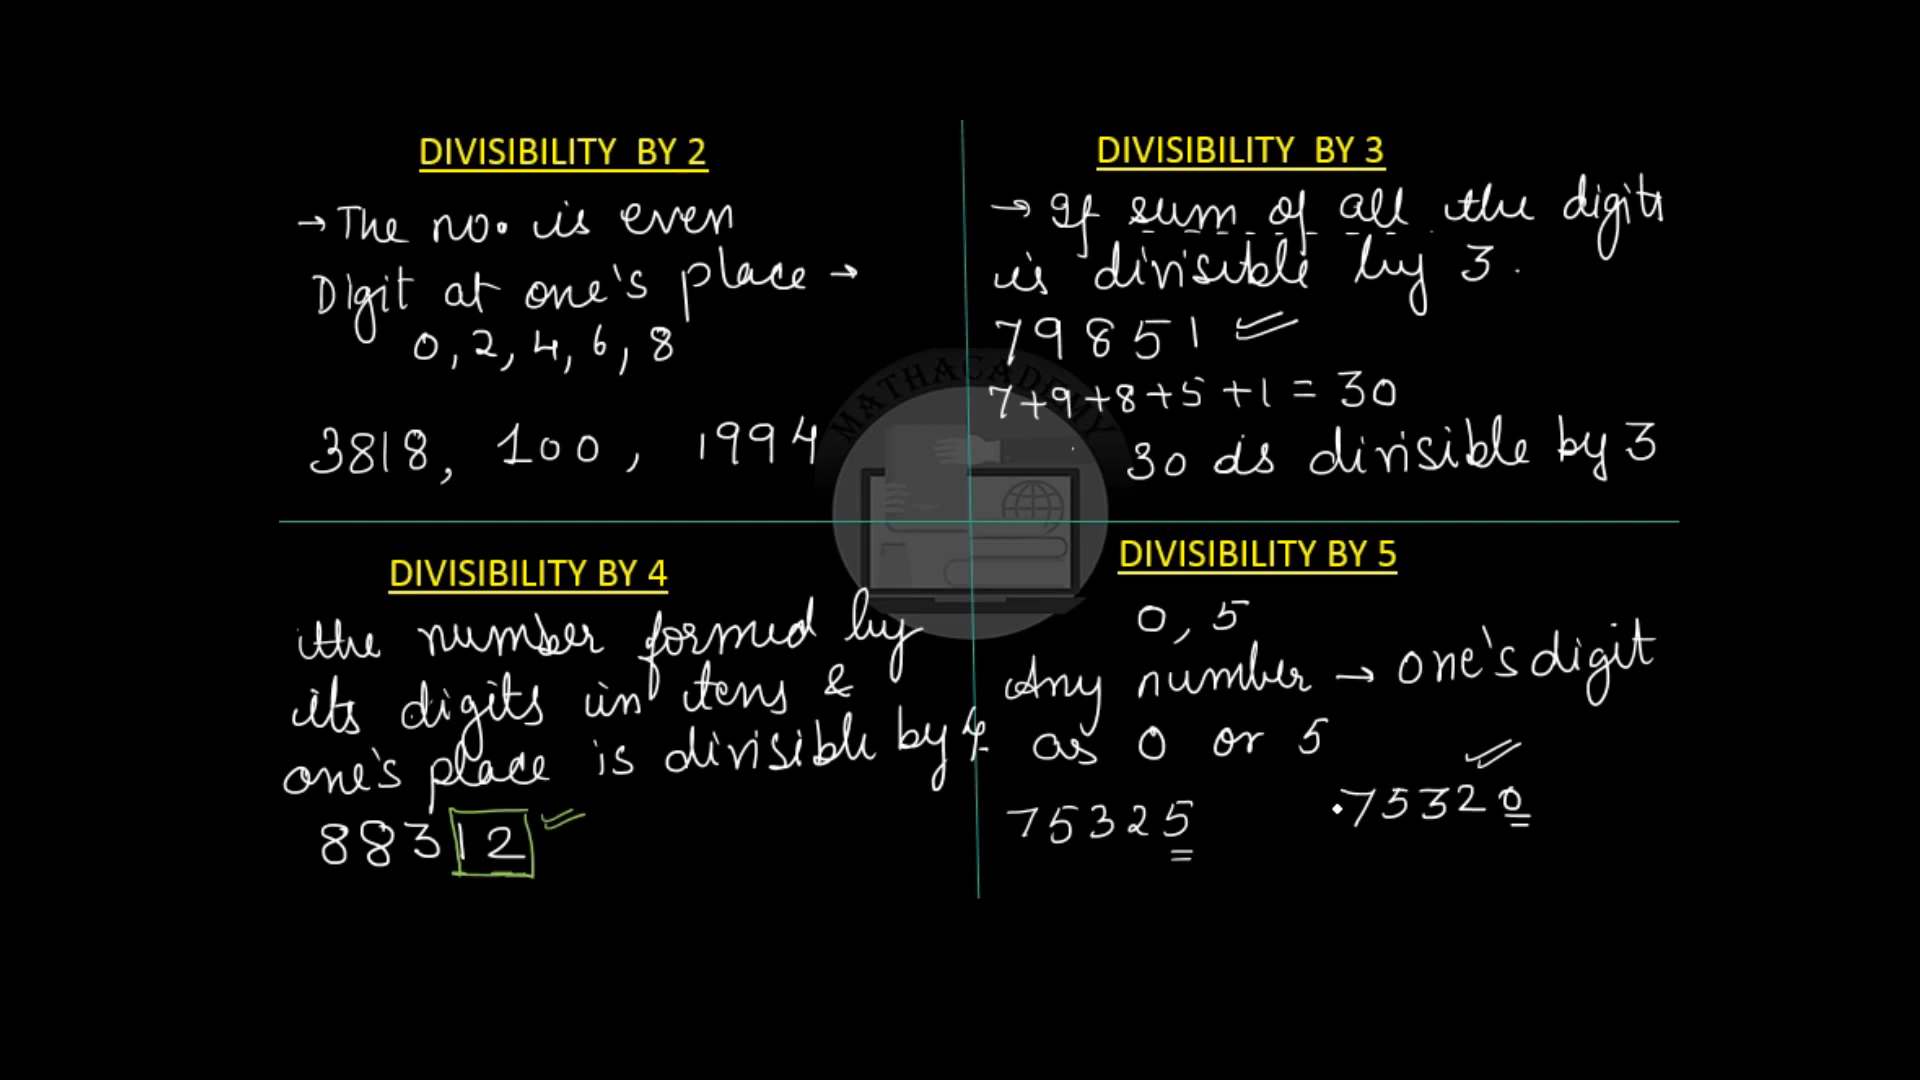 DIVISIBILITY BY 2
→ The no. is even
Digit at one's place →
0, 2, 4, 6, 8
3818, 100, 1994
DIVISIBILITY BY 3
→ If sum of all the digits
is divisible by 3.
79851
7+9+8+5+1 = 30
30 is divisible by 3
MATHACADEMY
DIVISIBILITY BY 4
the number formed by
its digits in tens &
one's place is divisible by 4
88312
DIVISIBILITY BY 5
0, 5
Any number → one's digit
as 0 or 5
75325 .75320